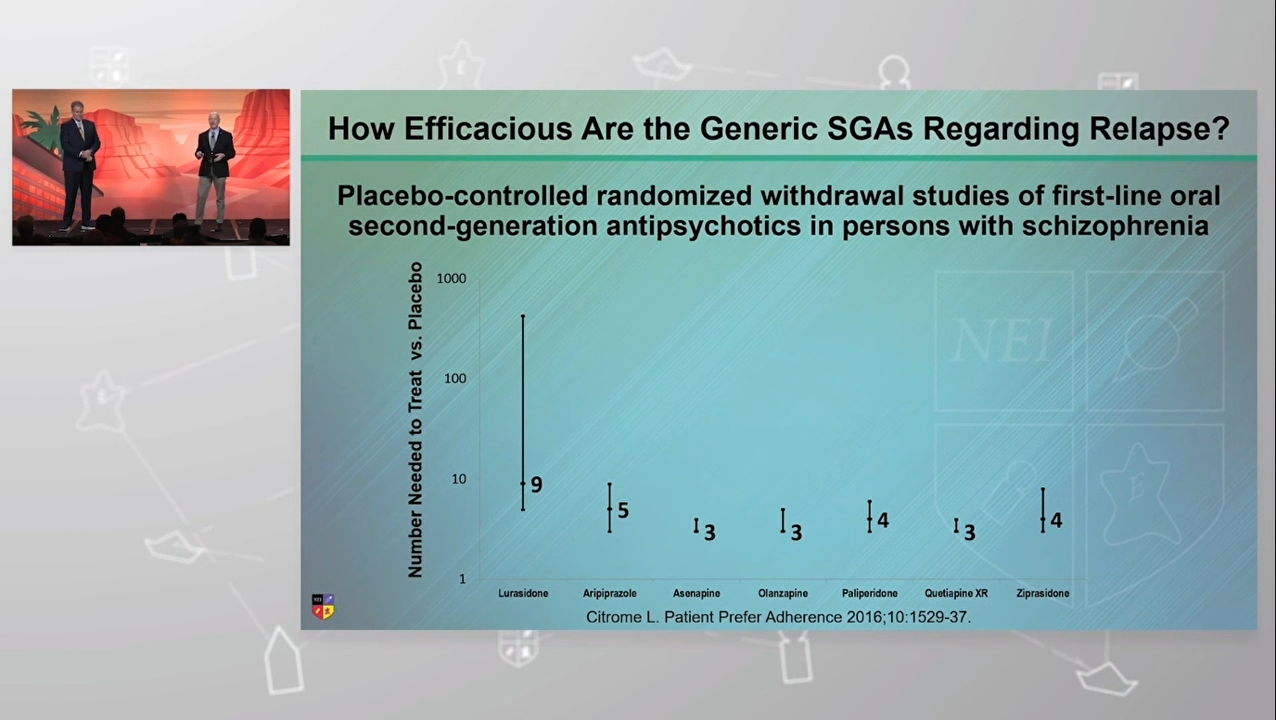 How Efficacious Are the Generic SGAs Regarding Relapse?
Placebo-controlled randomized withdrawal studies of first-line oral
second-generation antipsychotics in persons with schizophrenia
Number Needed to Treat vs. Placebo
1000
100
10
1
9
5
3
3
4
3
4
Lurasidone
Aripiprazole
Asenapine
Olanzapine
Paliperidone
Quetiapine XR
Ziprasidone
NEI
E
NEI
Citrome L. Patient Prefer Adherence 2016;10:1529-37.